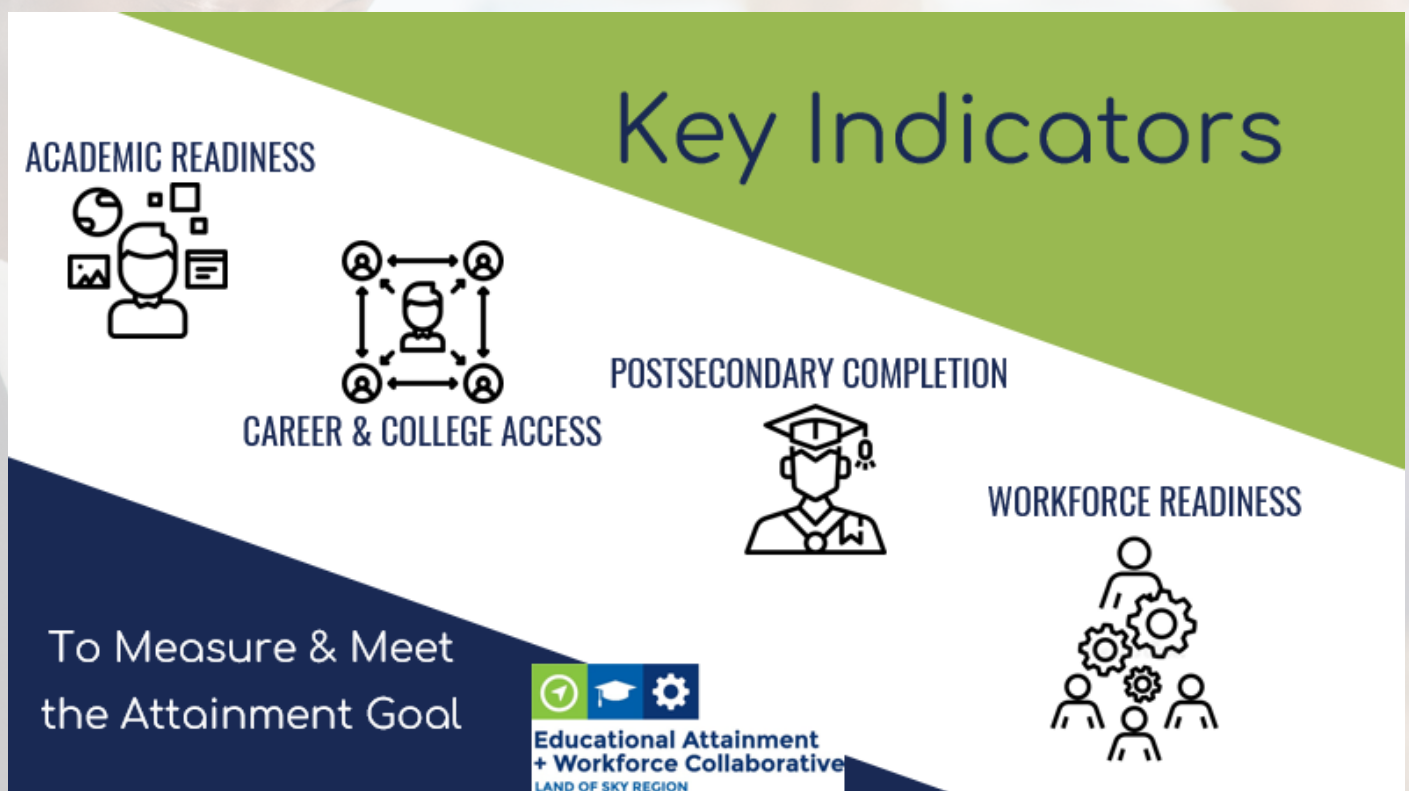 Key Indicators
ACADEMIC READINESS
CAREER & COLLEGE ACCESS
POSTSECONDARY COMPLETION
WORKFORCE READINESS
To Measure & Meet
the Attainment Goal
Educational Attainment
+ Workforce Collaborative
LAND OF SKY REGION